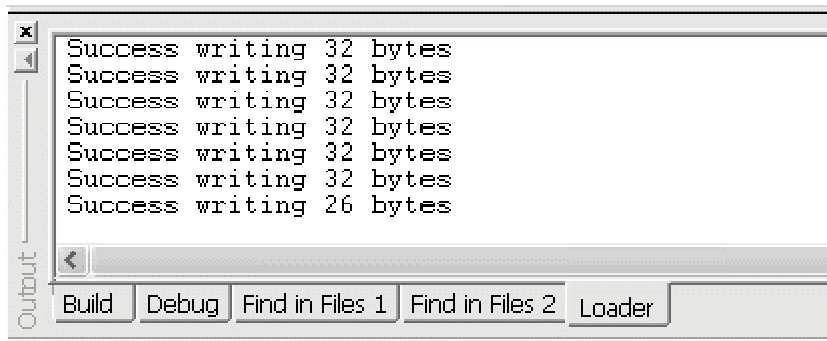 Success writing 32 bytes
Success writing 32 bytes
Success writing 32 bytes
Success writing 32 bytes
Success writing 32 bytes
Success writing 32 bytes
Success writing 26 bytes
Output
Build Debug Find in Files 1 Find in Files 2 Loader